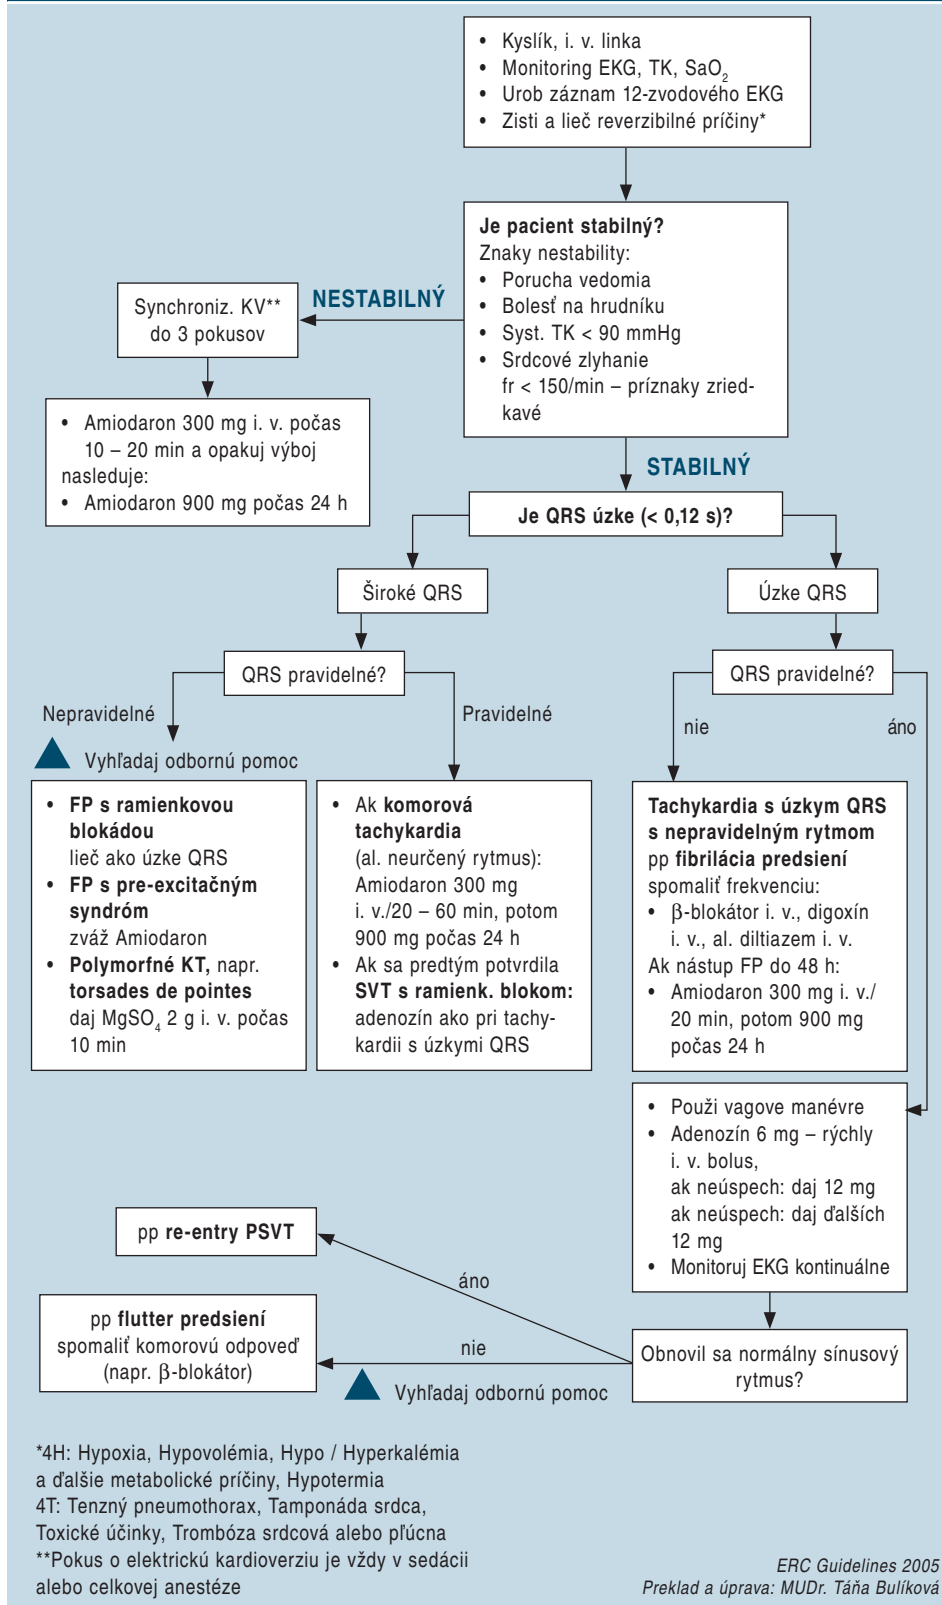 • Kyslík, i. v. linka
• Monitoring EKG, TK, SaO₂
• Urob záznam 12-zvodového EKG
• Zisti a lieč reverzibilné príčiny*
Je pacient stabilný?
Znaky nestability:
• Porucha vedomia
• Bolesť na hrudníku
• Syst. TK < 90 mmHg
• Srdcové zlyhanie
fr < 150/min – príznaky zried-
kavé
NESTABILNÝ
Synchroniz. KV**
do 3 pokusov
• Amiodaron 300 mg i. v. počas
10 – 20 min a opakuj výboj
nasleduje:
• Amiodaron 900 mg počas 24 h
STABILNÝ
Je QRS úzke (< 0,12 s)?
Široké QRS
Úzke QRS
QRS pravidelné?
QRS pravidelné?
Nepravidelné
Pravidelné
nie
áno
Vyhľadaj odbornú pomoc
• FP s ramienkovou
blokádou
lieč ako úzke QRS
• FP s pre-excitačným
syndróm
zváž Amiodaron
• Polymorfné KT, napr.
torsades de pointes
daj MgSO₄ 2 g i. v. počas
10 min
• Ak komorová
tachykardia
(al. neurčený rytmus):
Amiodaron 300 mg
i. v./20 – 60 min, potom
900 mg počas 24 h
• Ak sa predtým potvrdila
SVT s ramienk. blokom:
adenozín ako pri tachy-
kardii s úzkymi QRS
Tachykardia s úzkym QRS
s nepravidelným rytmom
pp fibrilácia predsiení
spomaliť frekvenciu:
• β-blokátor i. v., digoxín
i. v., al. diltiazem i. v.
Ak nástup FP do 48 h:
• Amiodaron 300 mg i. v./
20 min, potom 900 mg
počas 24 h
• Použi vagove manévre
• Adenozín 6 mg – rýchly
i. v. bolus,
ak neúspech: daj 12 mg
ak neúspech: daj ďalších
12 mg
• Monitoruj EKG kontinuálne
pp re-entry PSVT
áno
pp flutter predsiení
spomaliť komorovú odpoveď
(napr. β-blokátor)
nie
Vyhľadaj odbornú pomoc
Obnovil sa normálny sínusový
rytmus?
*4H: Hypoxia, Hypovolémia, Hypo / Hyperkalémia
a ďalšie metabolické príčiny, Hypotermia
4T: Tenzný pneumothorax, Tamponáda srdca,
Toxické účinky, Trombóza srdcová alebo pľúcna
**Pokus o elektrickú kardioverziu je vždy v sedácii
alebo celkovej anestéze
ERC Guidelines 2005
Preklad a úprava: MUDr. Táňa Bulíková